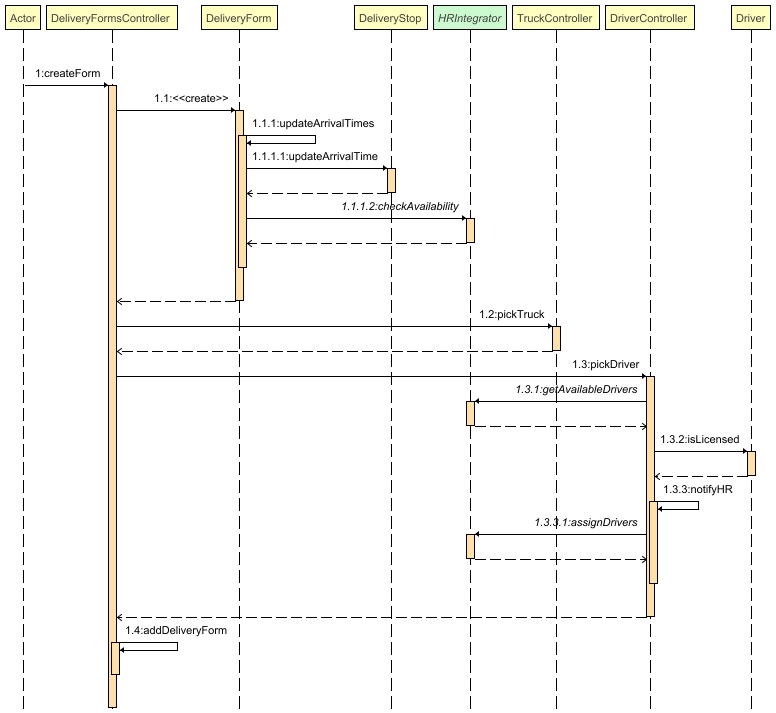 Actor DeliveryFormsController DeliveryForm DeliveryStop HRIntegrator TruckController DriverController Driver
1:createForm
1.1:<<create>>
1.1.1:updateArrivalTimes
1.1.1.1:updateArrivalTime
1.1.1.2:checkAvailability
1.2:pickTruck
1.3:pickDriver
1.3.1:getAvailableDrivers
1.3.2:isLicensed
1.3.3:notifyHR
1.3.3.1:assignDrivers
1.4:addDeliveryForm